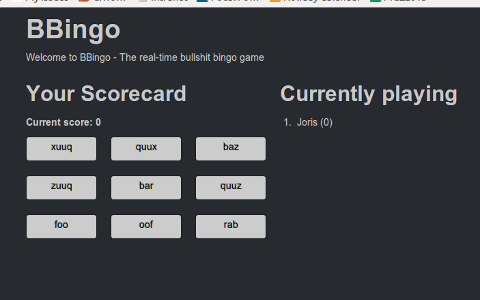 BBingo
Welcome to BBingo - The real-time bullshit bingo game
Your Scorecard
Current score: 0
xuuq quux baz
zuuq bar quuz
foo oof rab
Currently playing
1. Joris (0)